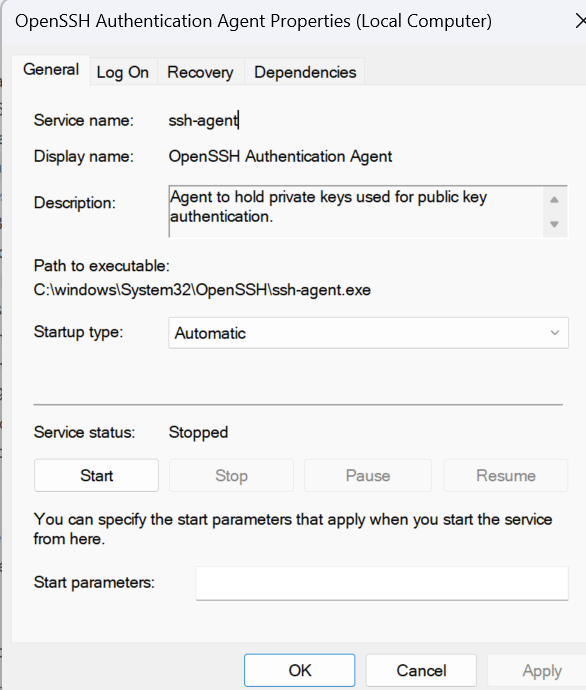 OpenSSH Authentication Agent Properties (Local Computer)
General Log On Recovery Dependencies
Service name: ssh-agent
Display name: OpenSSH Authentication Agent
Description: Agent to hold private keys used for public key
authentication.
Path to executable:
C:\windows\System32\OpenSSH\ssh-agent.exe
Startup type: Automatic
Service status: Stopped
Start Stop Pause Resume
You can specify the start parameters that apply when you start the service
from here.
Start parameters:
OK Cancel Apply